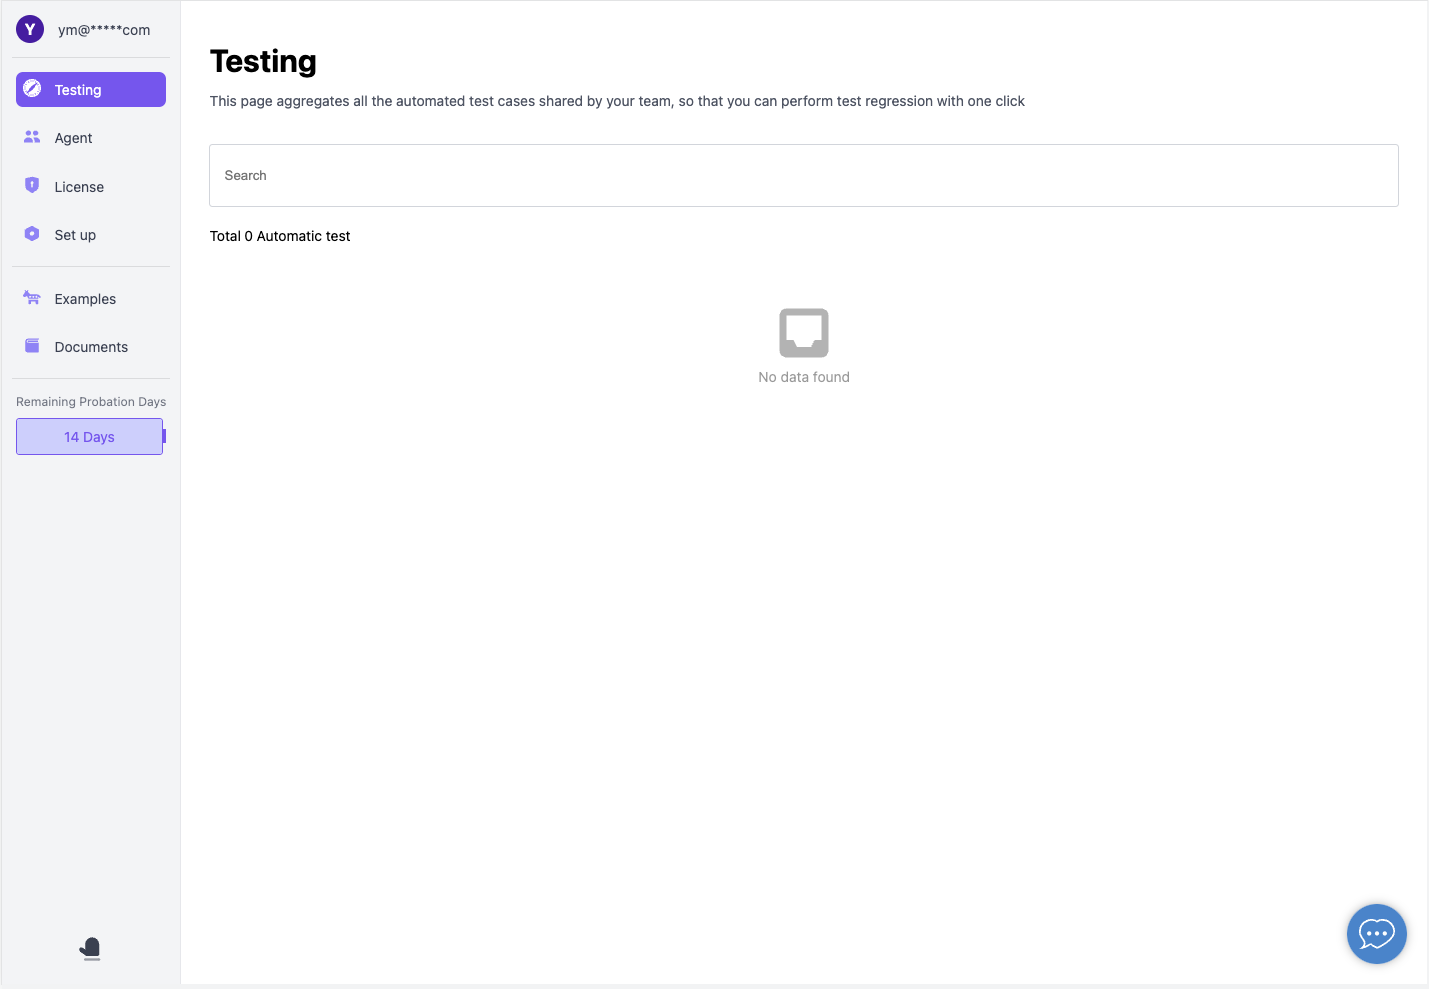 Y
ym@*****com
Testing
Agent
License
Set up
Examples
Documents
Remaining Probation Days
14 Days
Testing
This page aggregates all the automated test cases shared by your team, so that you can perform test regression with one click
Search
Total 0 Automatic test
No data found